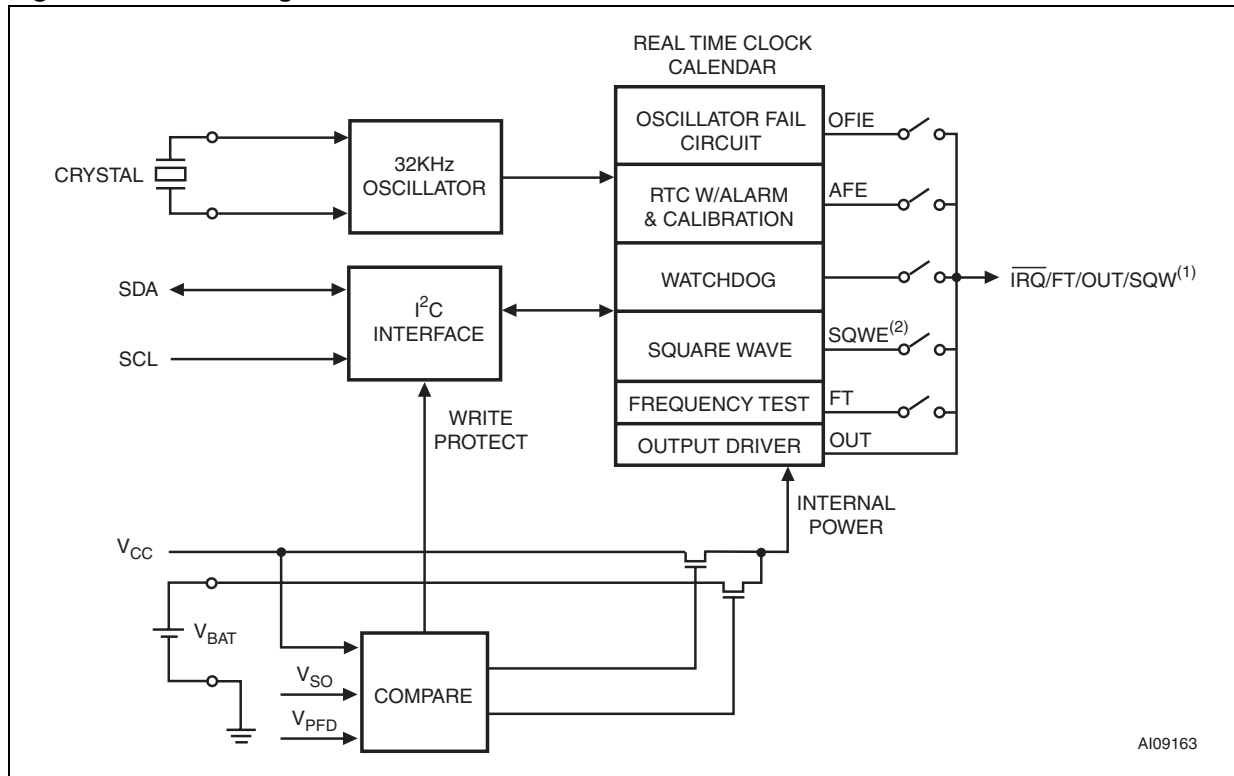 REAL TIME CLOCK
CALENDAR
CRYSTAL
32KHz
OSCILLATOR
OSCILLATOR FAIL
CIRCUIT
OFIE
RTC W/ALARM
& CALIBRATION
AFE
SDA
SCL
I²C
INTERFACE
WATCHDOG
IRQ/FT/OUT/SQW(1)
SQUARE WAVE
SQWE(2)
FREQUENCY TEST
FT
OUTPUT DRIVER
OUT
WRITE
PROTECT
INTERNAL
POWER
VCC
VBAT
VSO
VPFD
COMPARE
AI09163